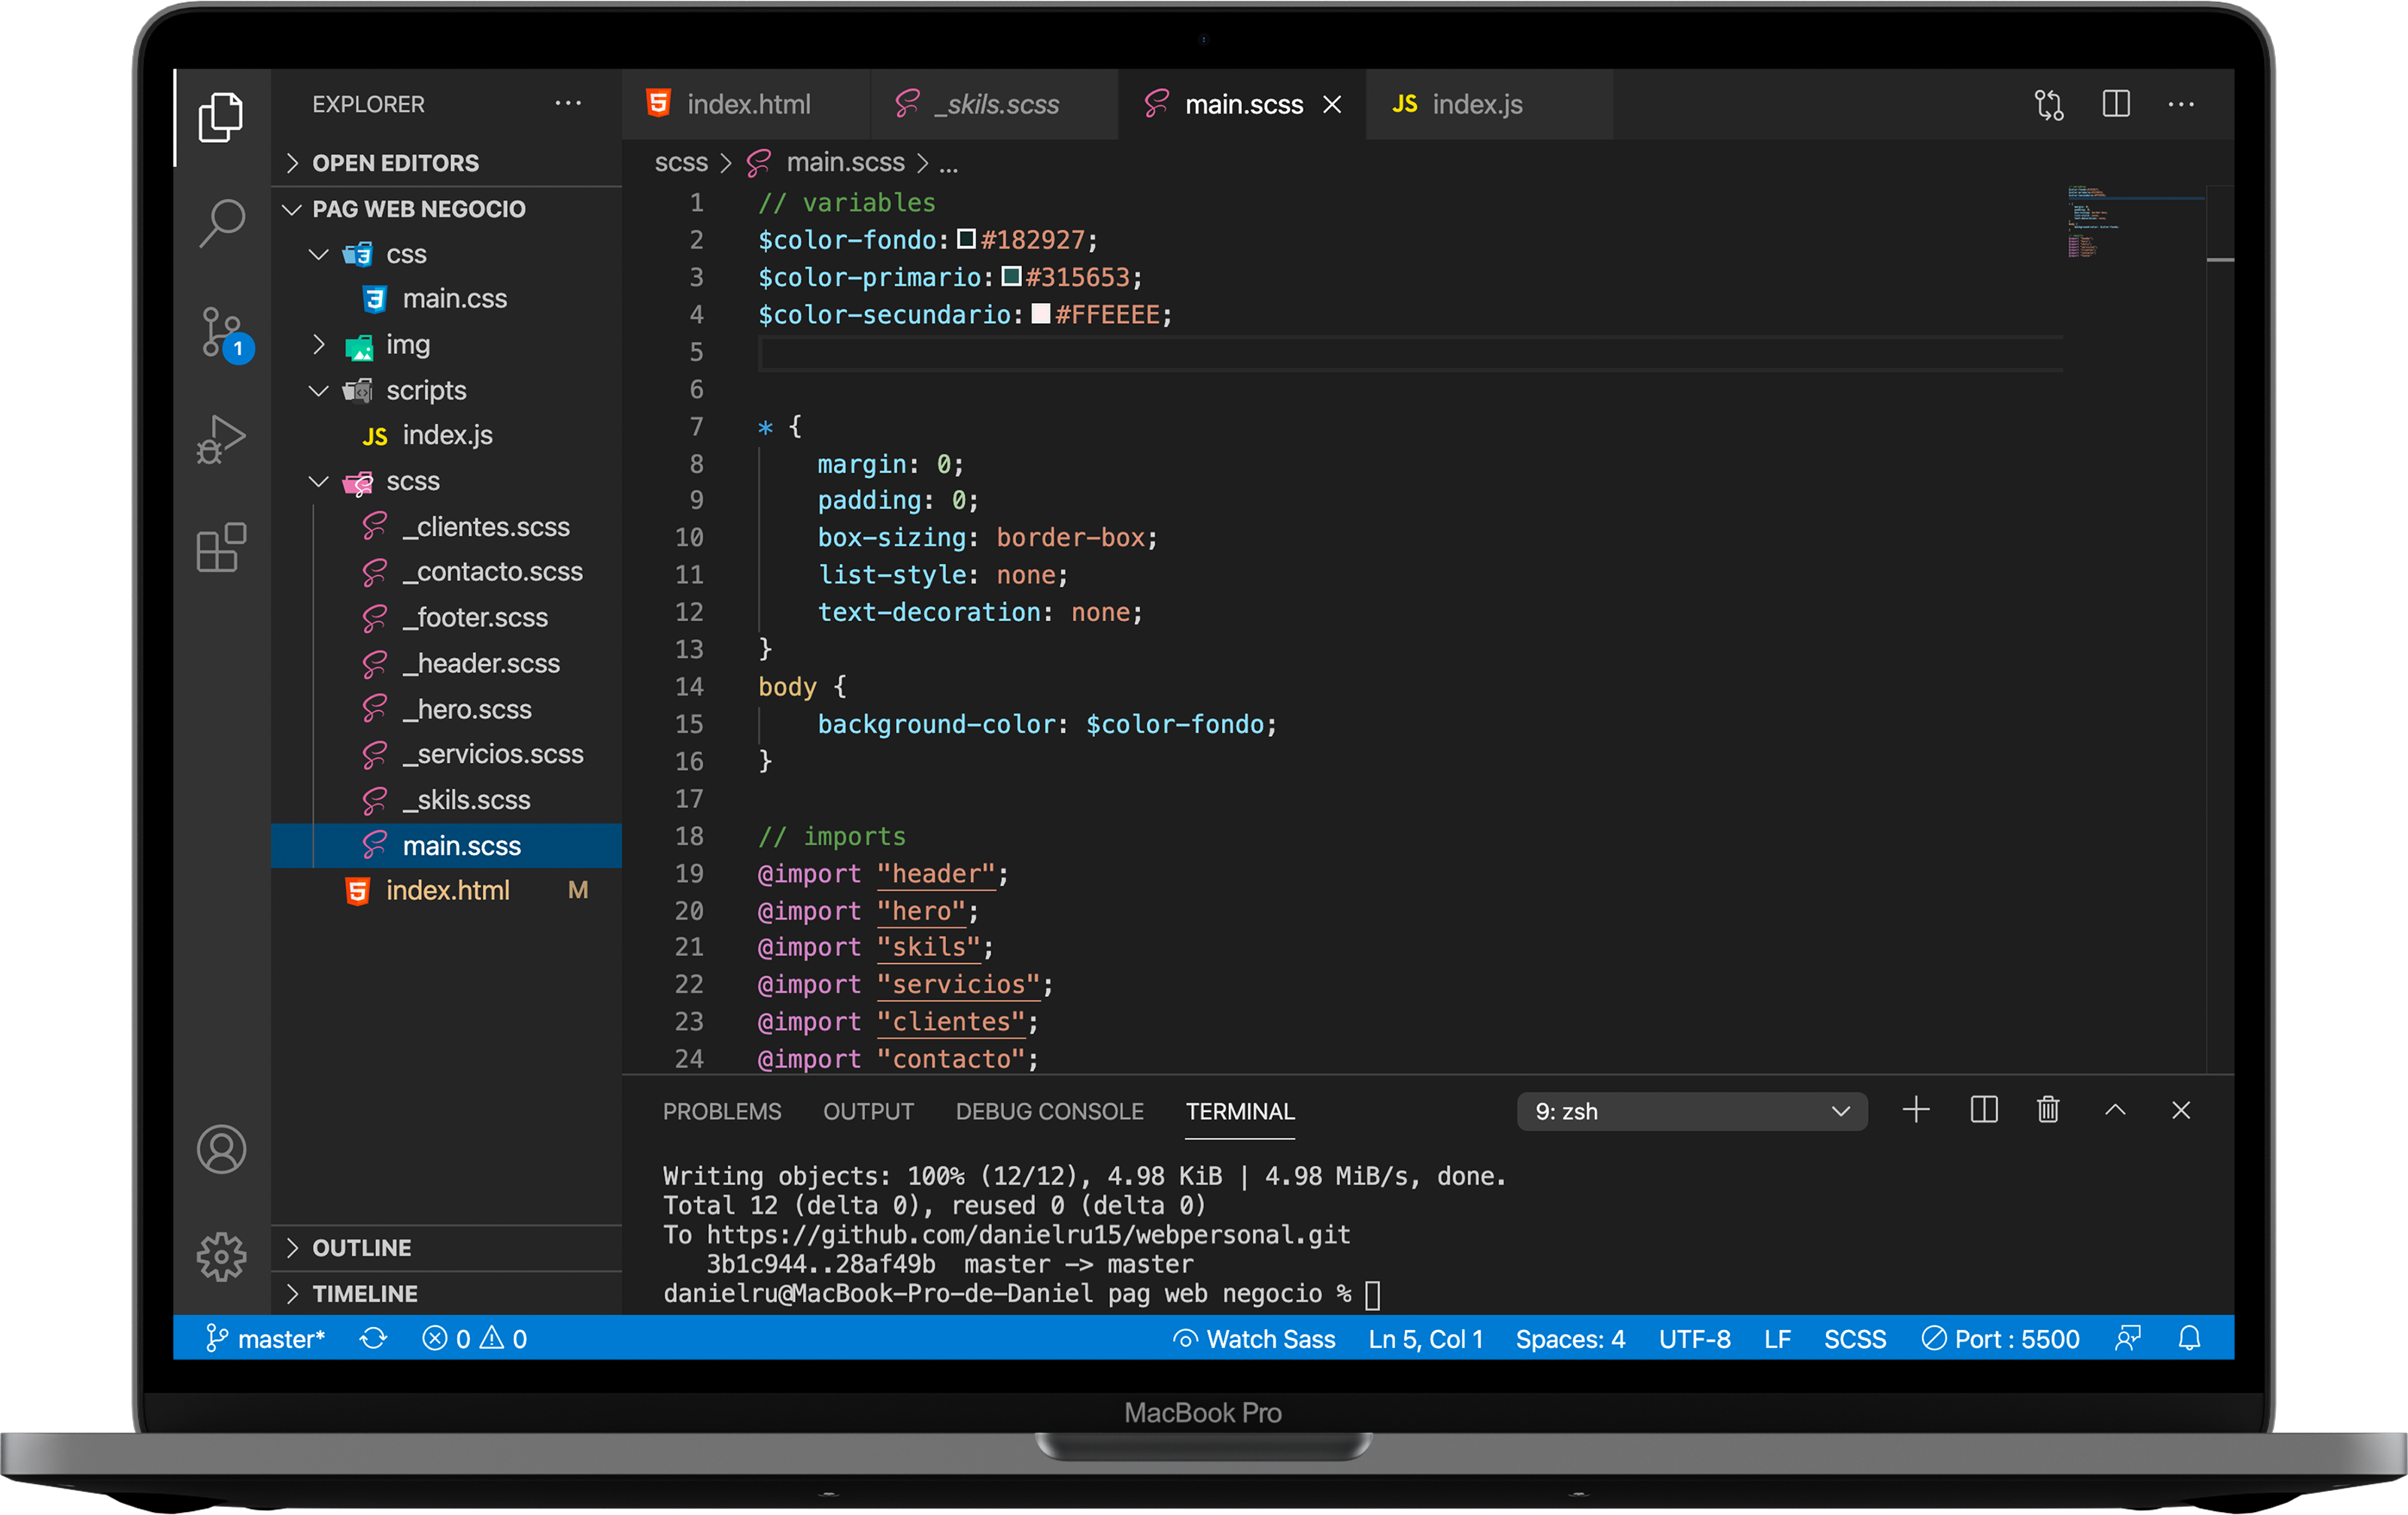 EXPLORER
OPEN EDITORS
PAG WEB NEGOCIO
css
main.css
img
scripts
JS index.js
scss
_clientes.scss
_contacto.scss
_footer.scss
_header.scss
_hero.scss
_servicios.scss
_skils.scss
main.scss
index.html M
OUTLINE
TIMELINE
1
index.html _skils.scss main.scss JS index.js
scss > main.scss > ...
1 // variables
2 $color-fondo: #182927;
3 $color-primario: #315653;
4 $color-secundario: #FFEEEE;
5
6
7 * {
8 margin: 0;
9 padding: 0;
10 box-sizing: border-box;
11 list-style: none;
12 text-decoration: none;
13 }
14 body {
15 background-color: $color-fondo;
16 }
17
18 // imports
19 @import "header";
20 @import "hero";
21 @import "skils";
22 @import "servicios";
23 @import "clientes";
24 @import "contacto";
PROBLEMS OUTPUT DEBUG CONSOLE TERMINAL 9: zsh
Writing objects: 100% (12/12), 4.98 KiB | 4.98 MiB/s, done.
Total 12 (delta 0), reused 0 (delta 0)
To https://github.com/danielru15/webpersonal.git
3b1c944..28af49b master -> master
danielru@MacBook-Pro-de-Daniel pag web negocio %
master* 0 0 Watch Sass Ln 5, Col 1 Spaces: 4 UTF-8 LF SCSS Port : 5500
MacBook Pro